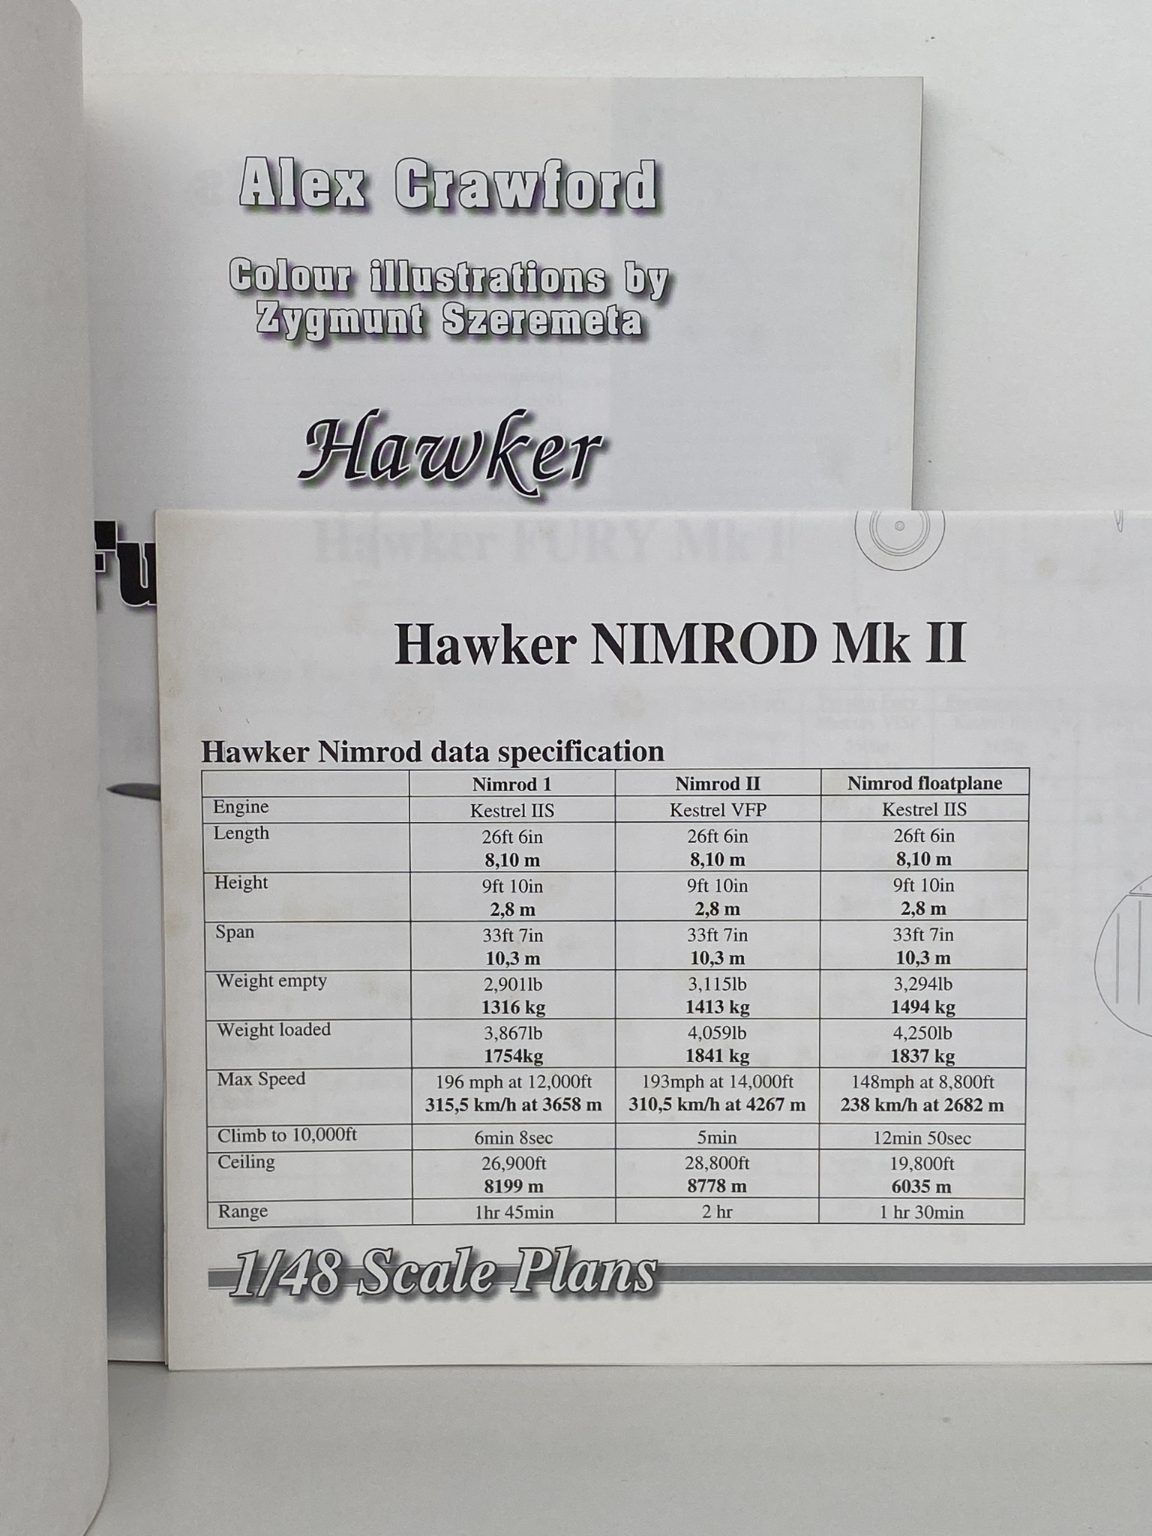 Alex Crawford
Colour illustrations by
Zygmunt Szeremeta
Hawker
Fu
Hawker FURY Mk I
Hawker NIMROD Mk II
Hawker Nimrod data specification
Nimrod 1 Nimrod II Nimrod floatplane
Engine Kestrel IIS Kestrel VFP Kestrel IIS
Length 26ft 6in 26ft 6in 26ft 6in
8,10 m 8,10 m 8,10 m
Height 9ft 10in 9ft 10in 9ft 10in
2,8 m 2,8 m 2,8 m
Span 33ft 7in 33ft 7in 33ft 7in
10,3 m 10,3 m 10,3 m
Weight empty 2,901lb 3,115lb 3,294lb
1316 kg 1413 kg 1494 kg
Weight loaded 3,867lb 4,059lb 4,250lb
1754kg 1841 kg 1837 kg
Max Speed 196 mph at 12,000ft 193mph at 14,000ft 148mph at 8,800ft
315,5 km/h at 3658 m 310,5 km/h at 4267 m 238 km/h at 2682 m
Climb to 10,000ft 6min 8sec 5min 12min 50sec
Ceiling 26,900ft 28,800ft 19,800ft
8199 m 8778 m 6035 m
Range 1hr 45min 2 hr 1 hr 30min
1/48 Scale Plans